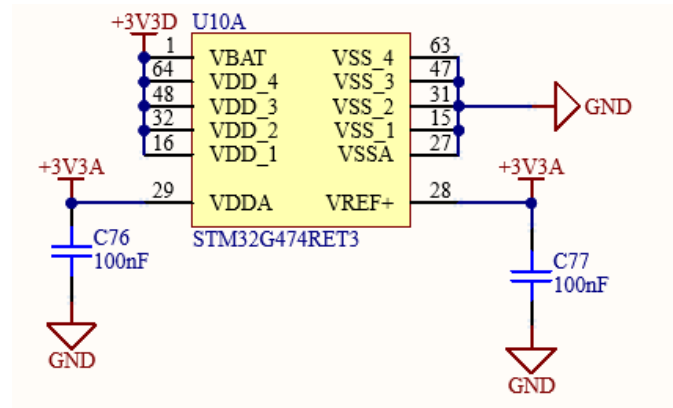 +3V3D U10A
1 VBAT VSS_4 63
64 VDD_4 VSS_3 47
48 VDD_3 VSS_2 31 GND
32 VDD_2 VSS_1 15
16 VDD_1 VSSA 27
+3V3A +3V3A
29 VDDA VREF+ 28
STM32G474RET3
C76
100nF
C77
100nF
GND
GND